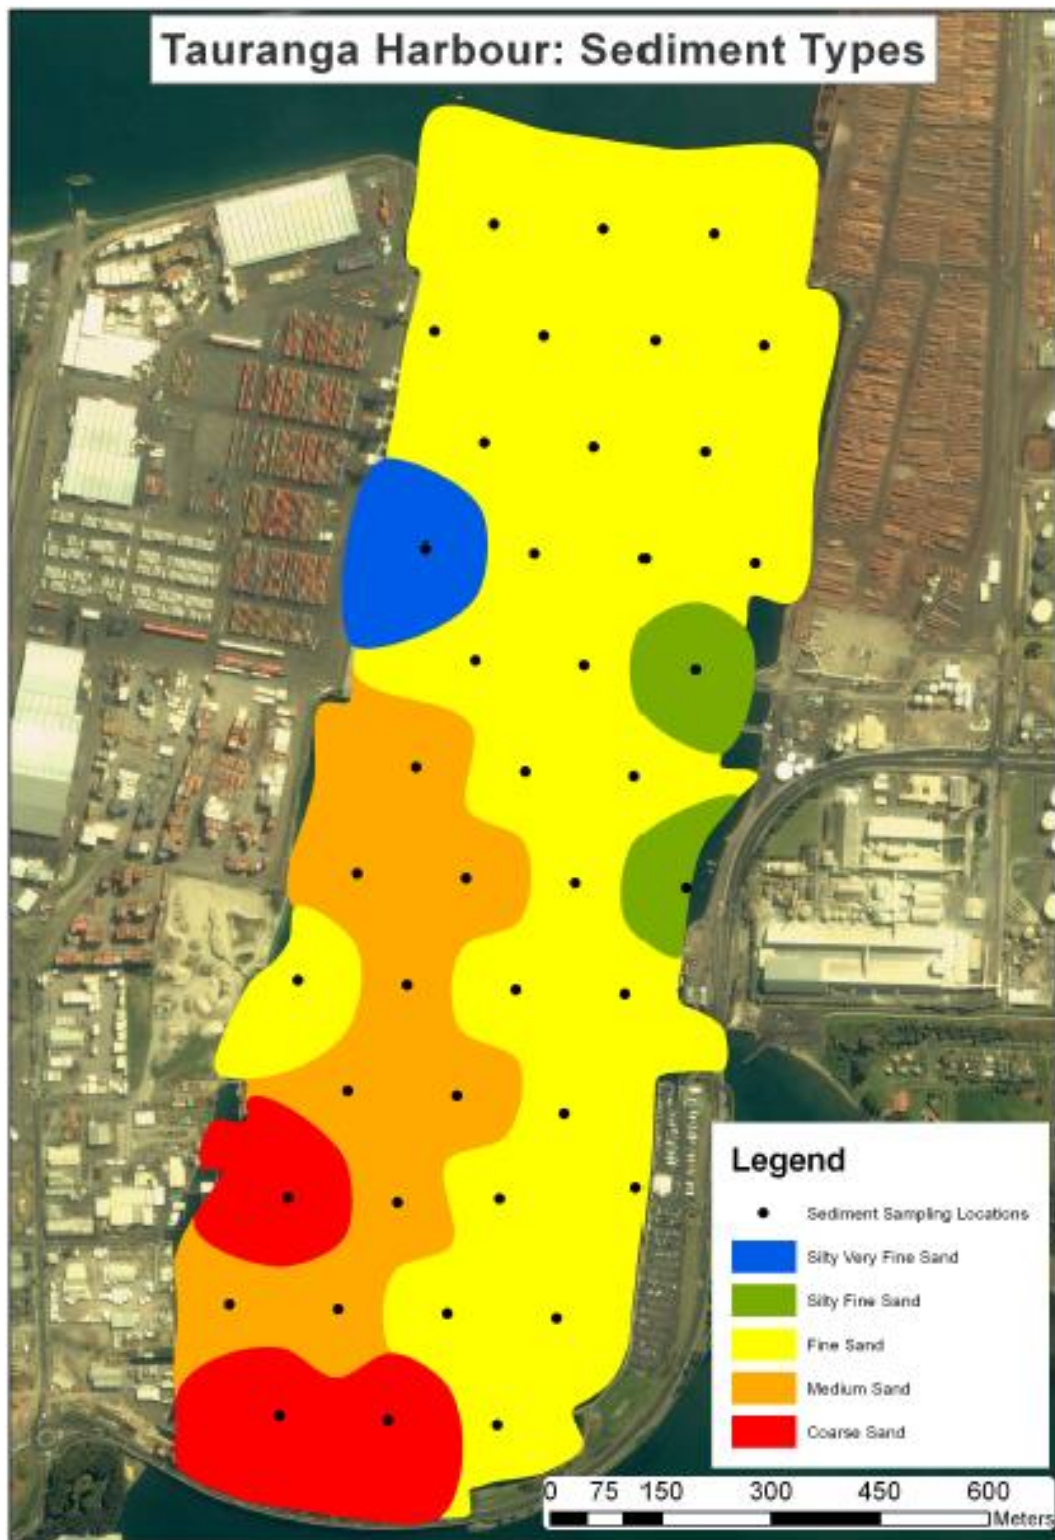 Tauranga Harbour: Sediment Types
Legend
Sediment Sampling Locations
Silty Very Fine Sand
Silty Fine Sand
Fine Sand
Medium Sand
Coarse Sand
0 75 150 300 450 600
Meters